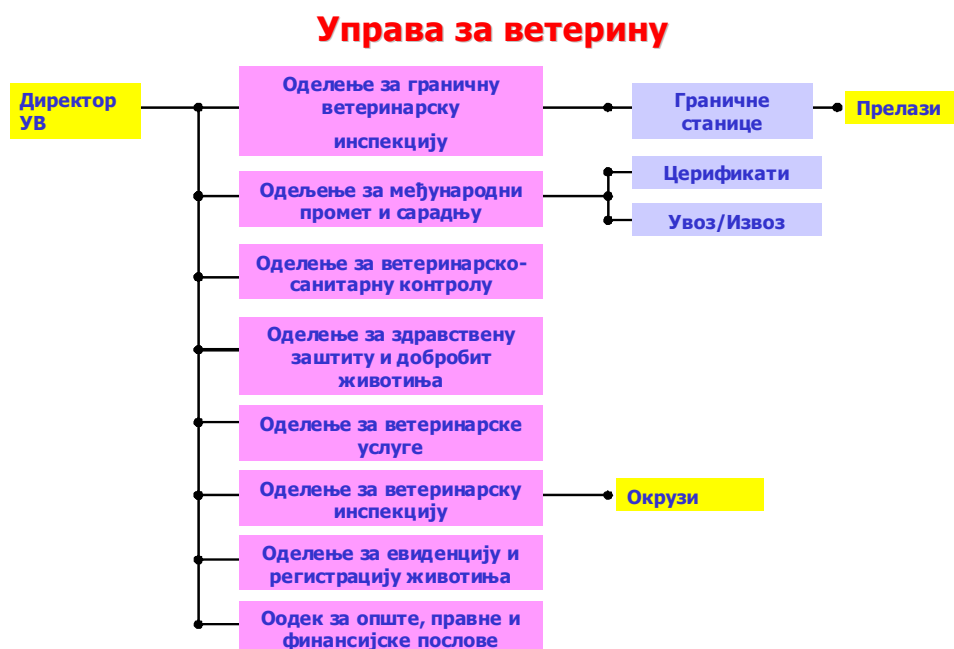 Управа за ветерину
Директор
УВ
Оделење за граничну
ветеринарску
инспекцију
Граничне
станице
Прелази
Одељење за међународни
промет и сарадњу
Церификати
Увоз/Извоз
Оделење за ветеринарско-
санитарну контролу
Оделење за здравствену
заштиту и добробит
животиња
Оделење за ветеринарске
услуге
Оделење за ветеринарску
инспекцију
Окрузи
Оделење за евиденцију и
регистрацију животиња
Оодек за опште, правне и
финансијске послове